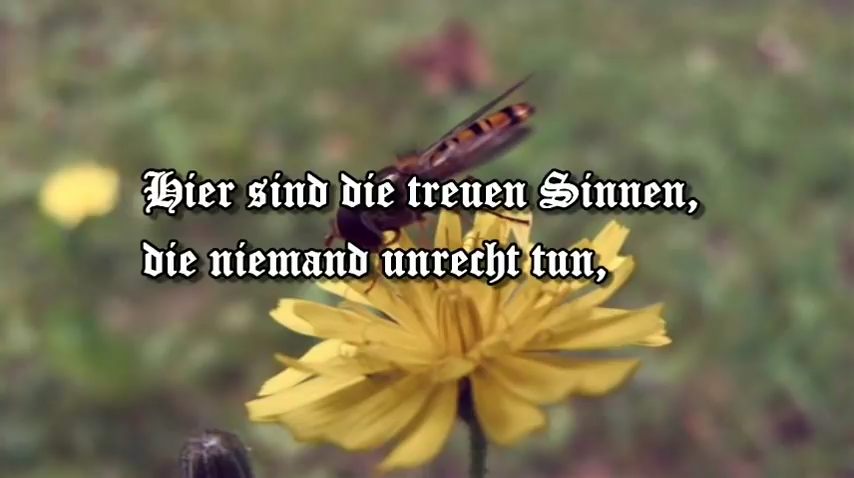 Hier sind die treuen Sinnen,
die niemand unrecht tun,